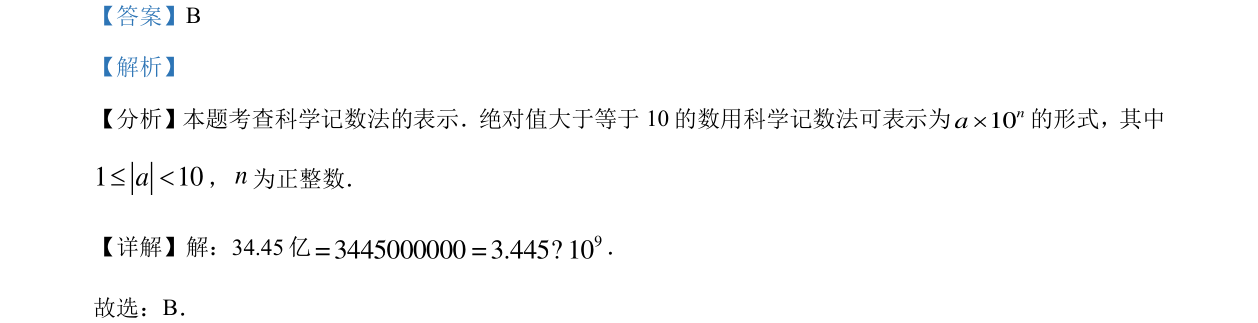 【答案】B
【解析】
【分析】本题考查科学记数法的表示．绝对值大于等于 10 的数用科学记数法可表示为 a×10ⁿ 的形式，其中
1≤|a|<10，n 为正整数．
【详解】解：34.45 亿=3445000000=3.445?10⁹．
故选：B．